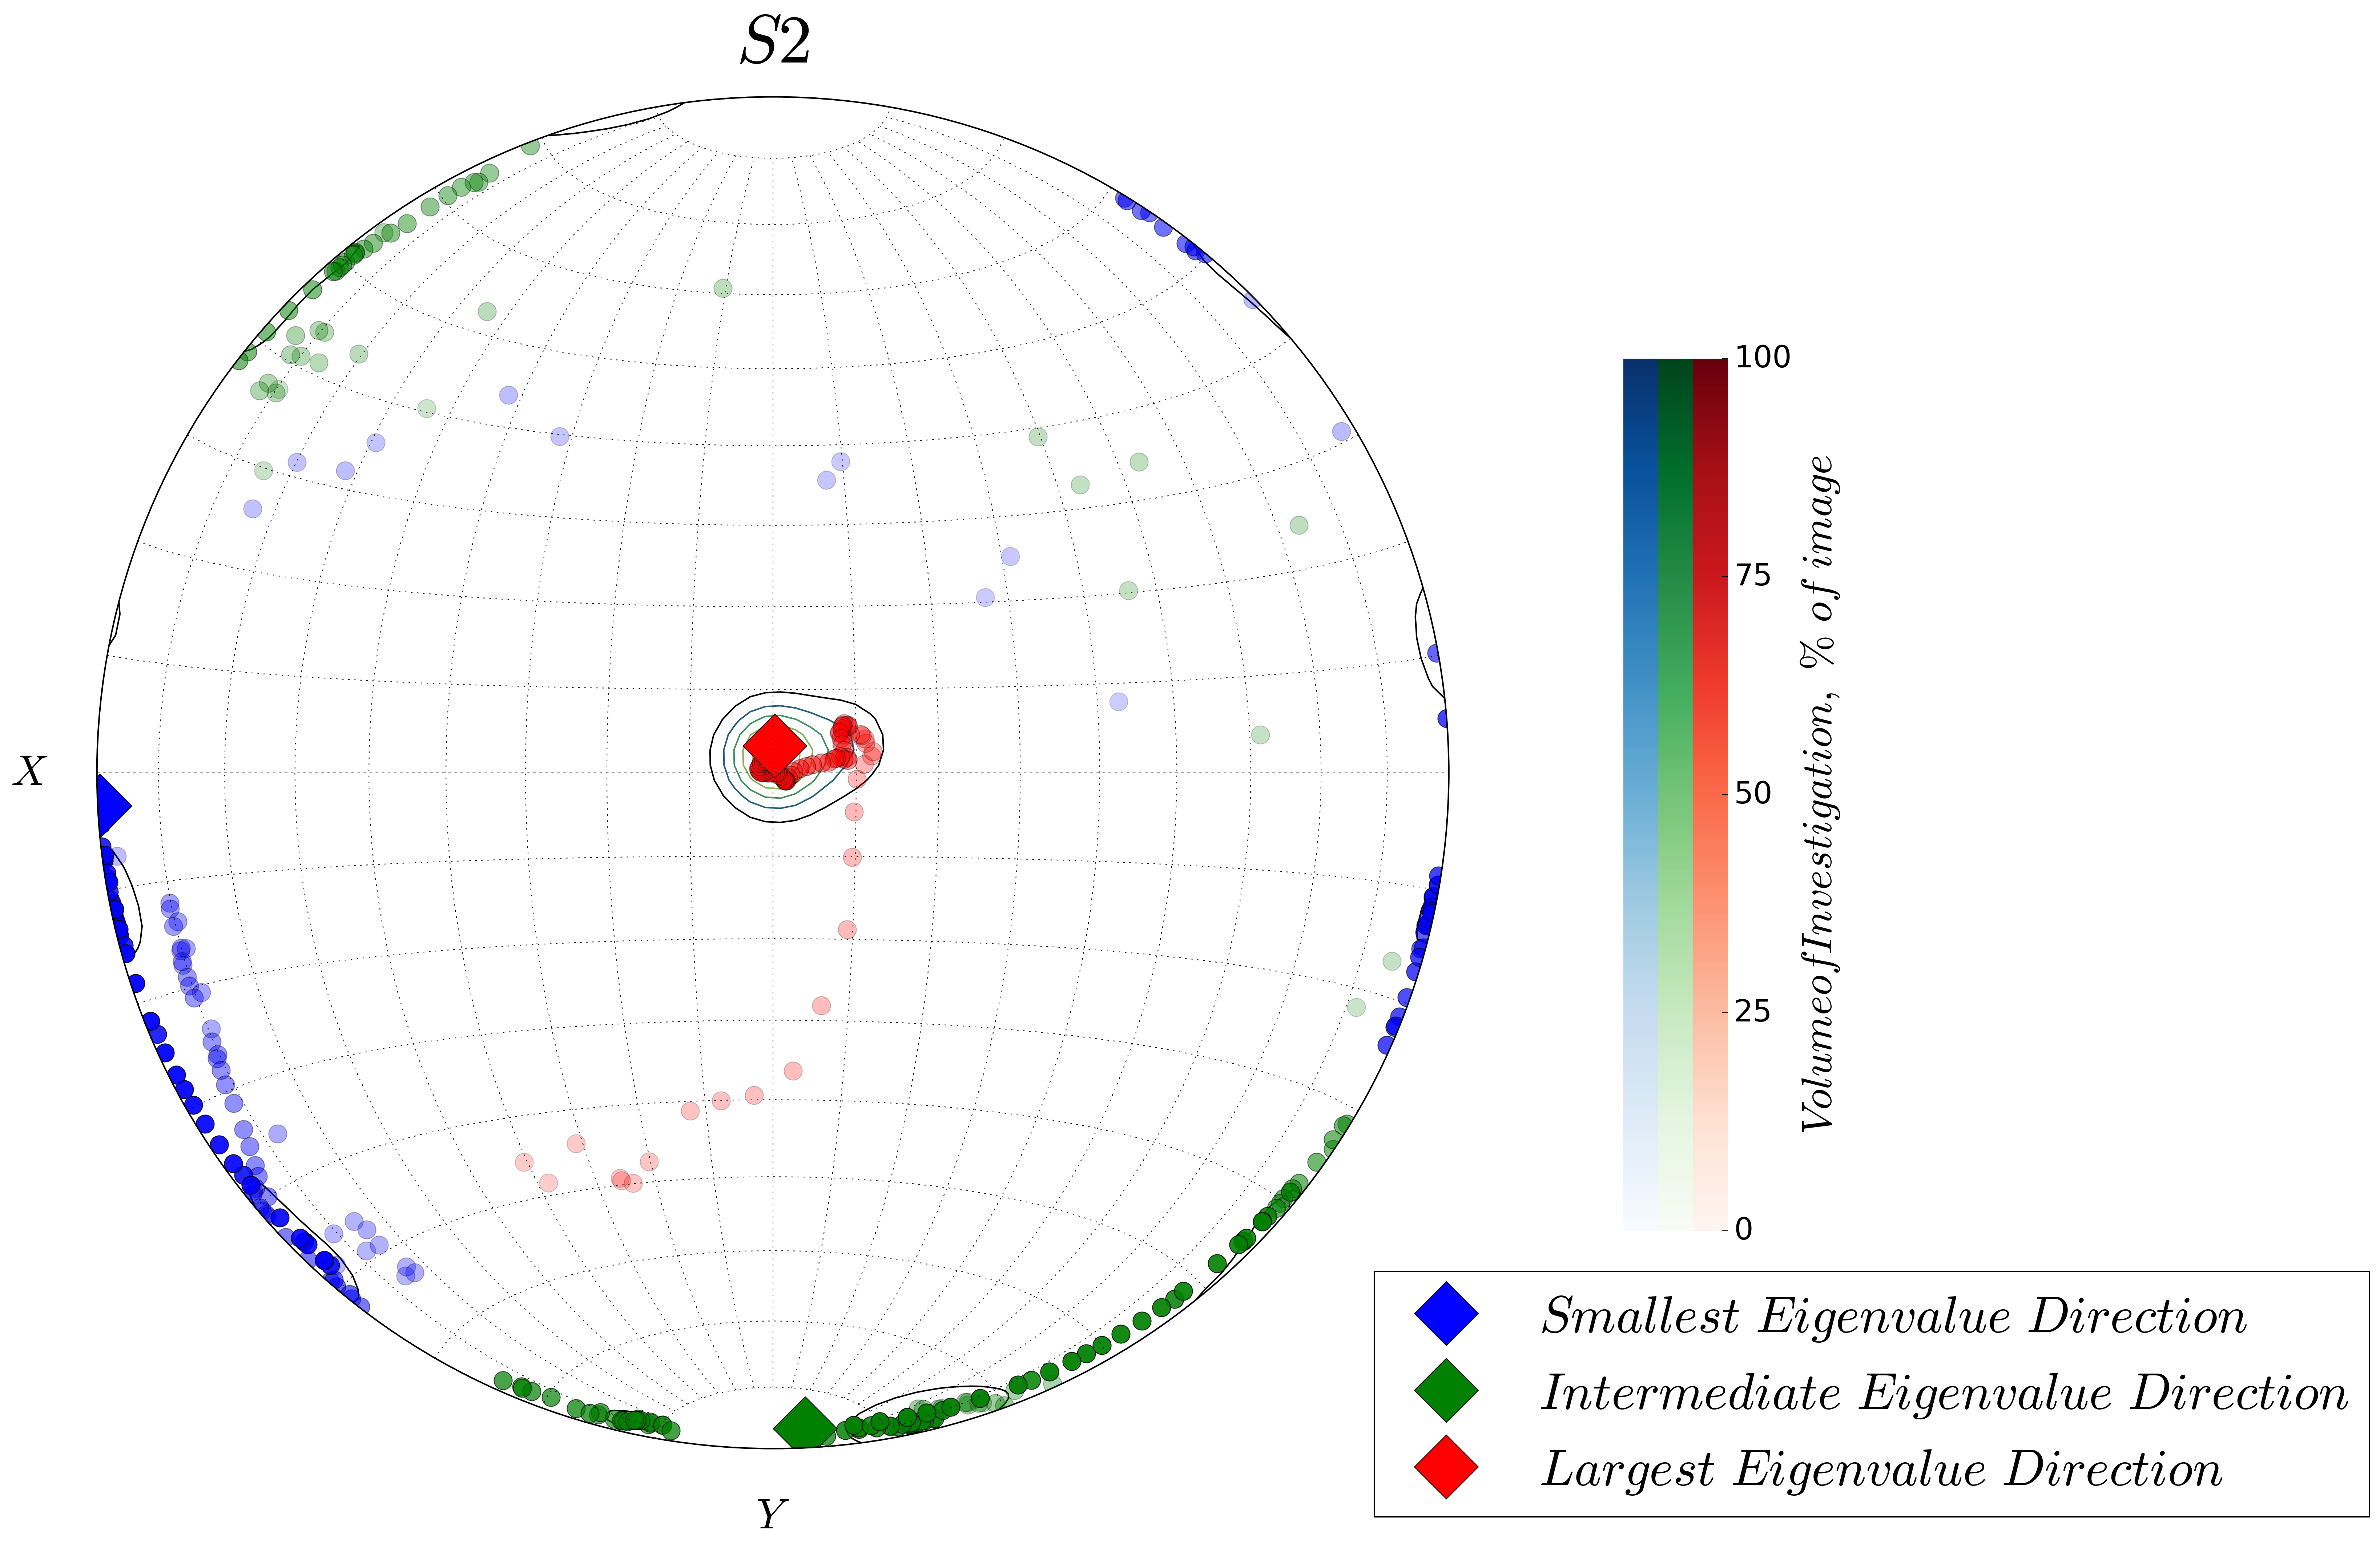 S2
X
Y
100
75
50
25
0
VolumeofInvestigation, % of image
Smallest Eigenvalue Direction
Intermediate Eigenvalue Direction
Largest Eigenvalue Direction